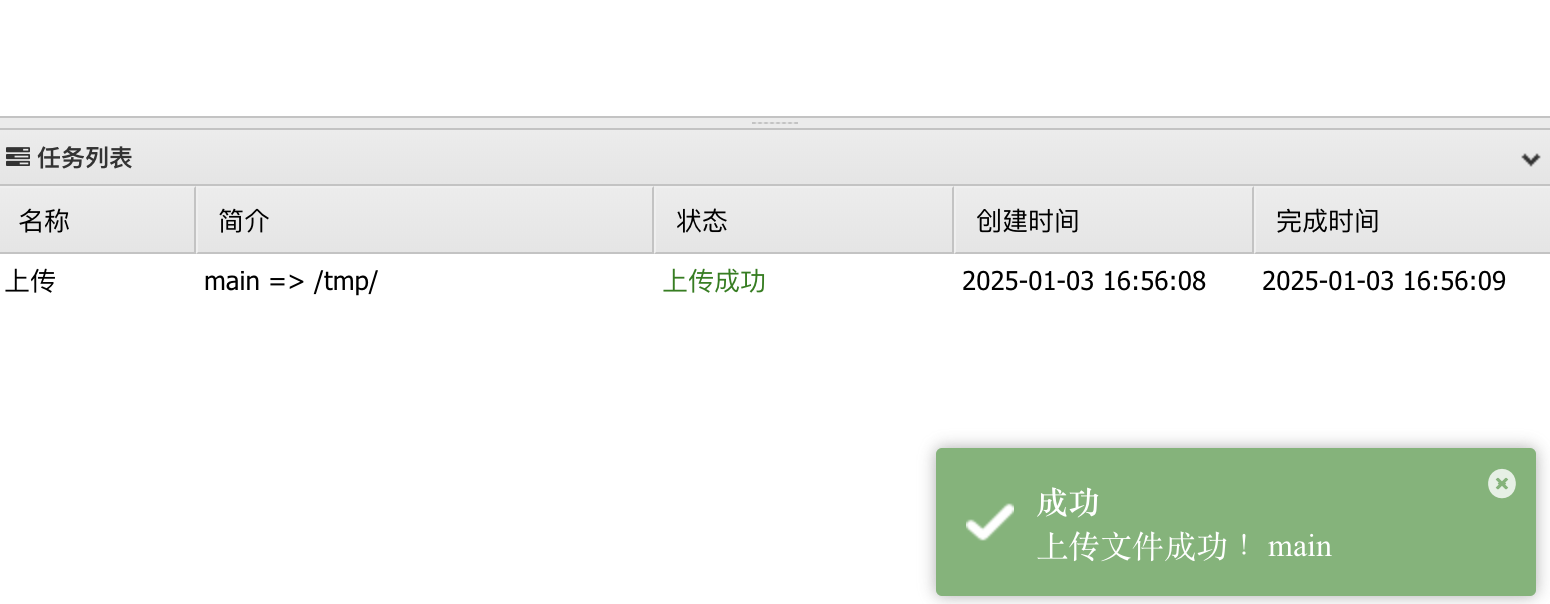 任务列表
名称 简介 状态 创建时间 完成时间
上传 main => /tmp/ 上传成功 2025-01-03 16:56:08 2025-01-03 16:56:09
成功
上传文件成功！ main